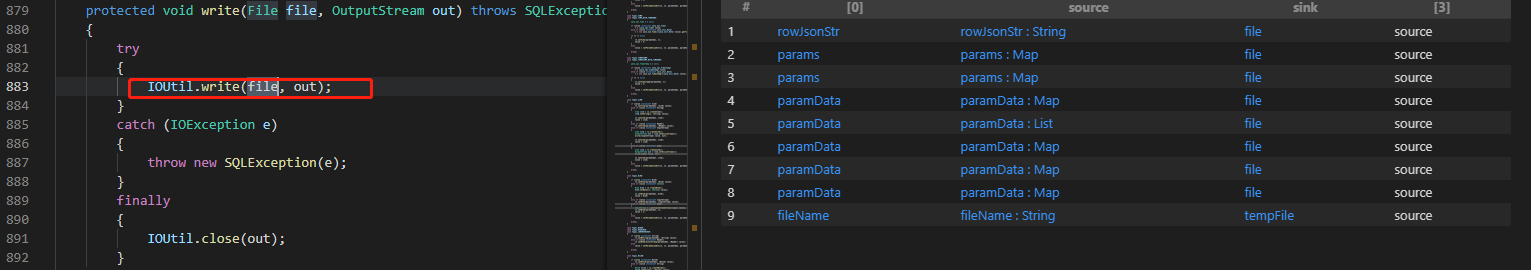 879 protected void write(File file, OutputStream out) throws SQLException
880 {
881 try
882 {
883 IOUtil.write(file, out);
884 }
885 catch (IOException e)
886 {
887 throw new SQLException(e);
888 }
889 finally
890 {
891 IOUtil.close(out);
892 }
# [0] source sink [3]
1 rowJsonStr rowJsonStr : String file source
2 params params : Map file source
3 params params : Map file source
4 paramData paramData : Map file source
5 paramData paramData : List file source
6 paramData paramData : Map file source
7 paramData paramData : Map file source
8 paramData paramData : Map file source
9 fileName fileName : String tempFile source